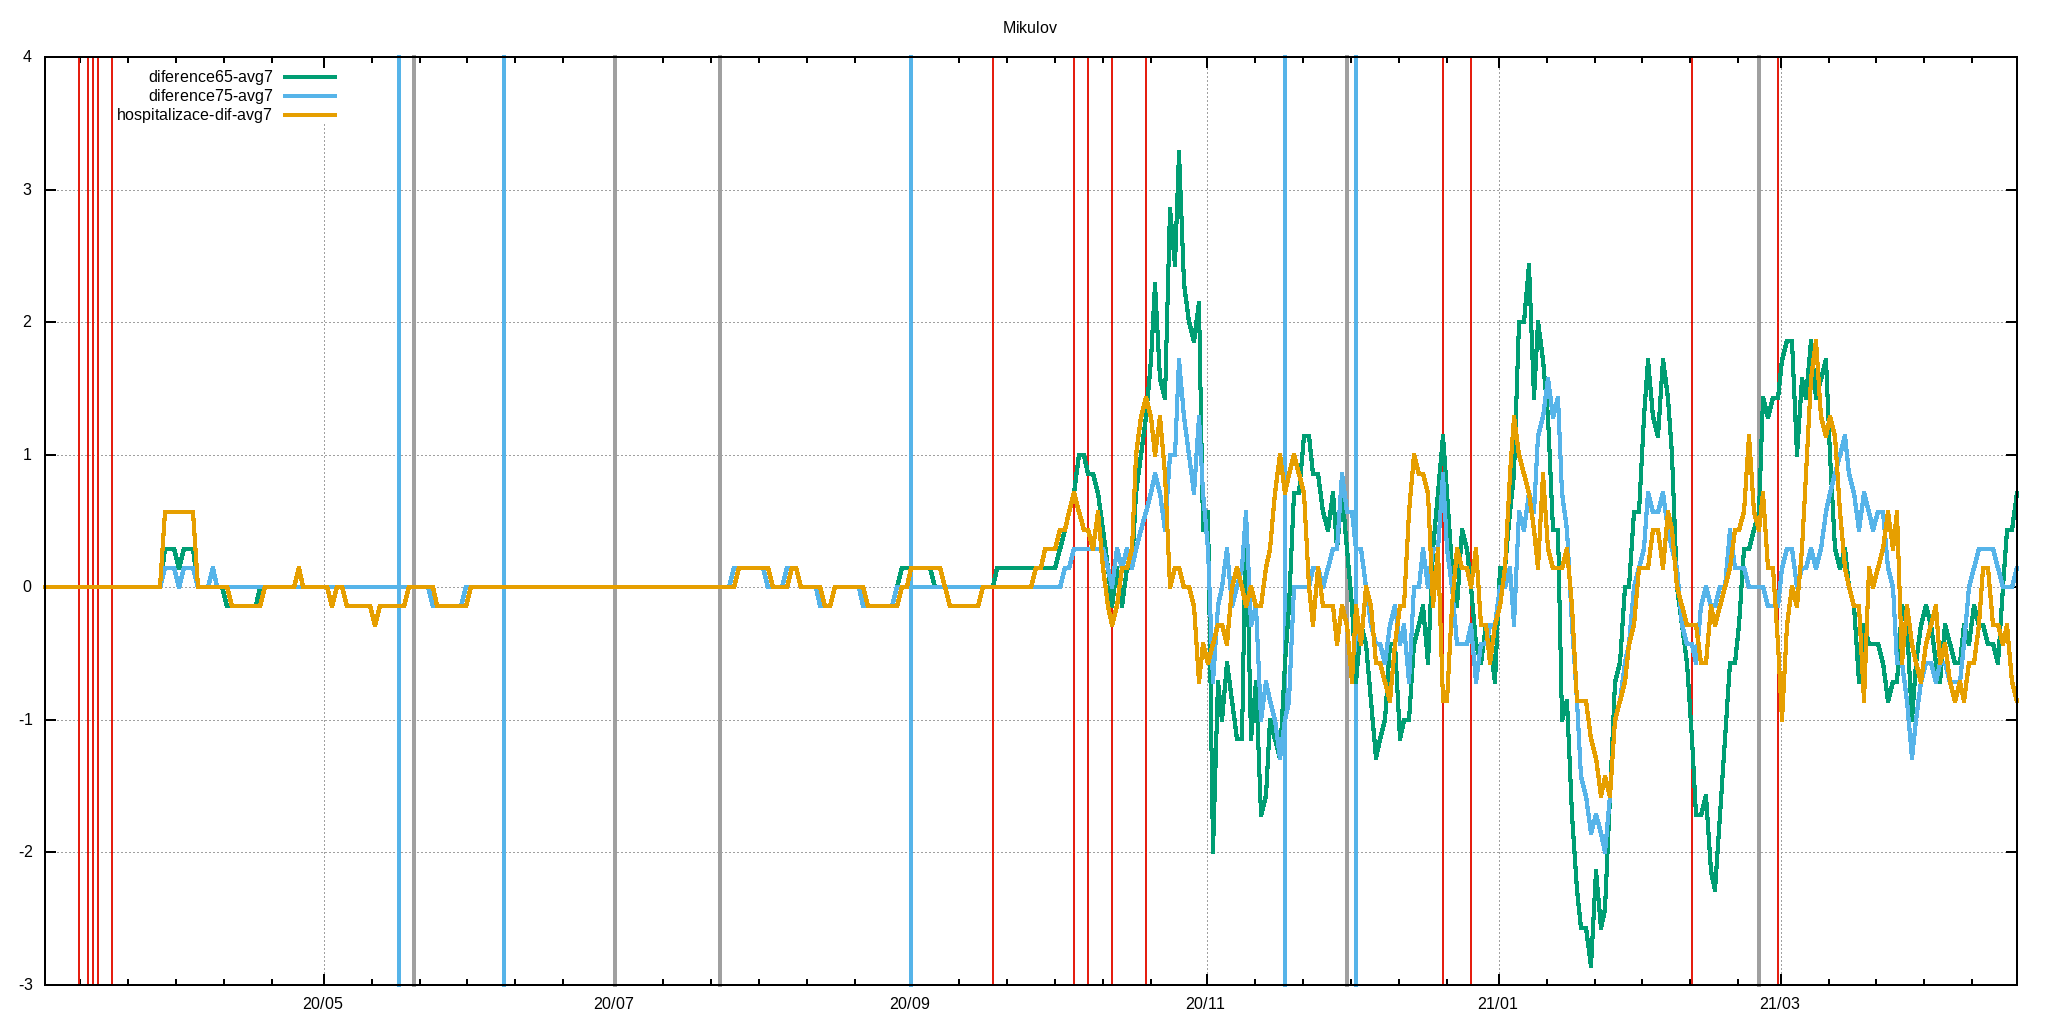 Mikulov
4
diference65-avg7
diference75-avg7
hospitalizace-dif-avg7
3
2
1
0
-1
-2
-3
20/05 20/07 20/09 20/11 21/01 21/03